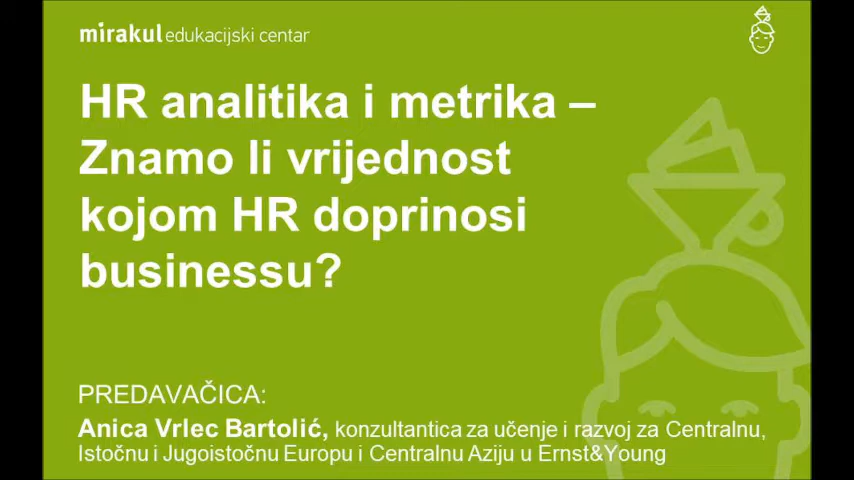 mirakul edukacijski centar
HR analitika i metrika –
Znamo li vrijednost
kojom HR doprinosi
businessu?
PREDAVAČICA:
Anica Vrlec Bartolić, konzultantica za učenje i razvoj za Centralnu,
Istočnu i Jugoistočnu Europu i Centralnu Aziju u Ernst&Young